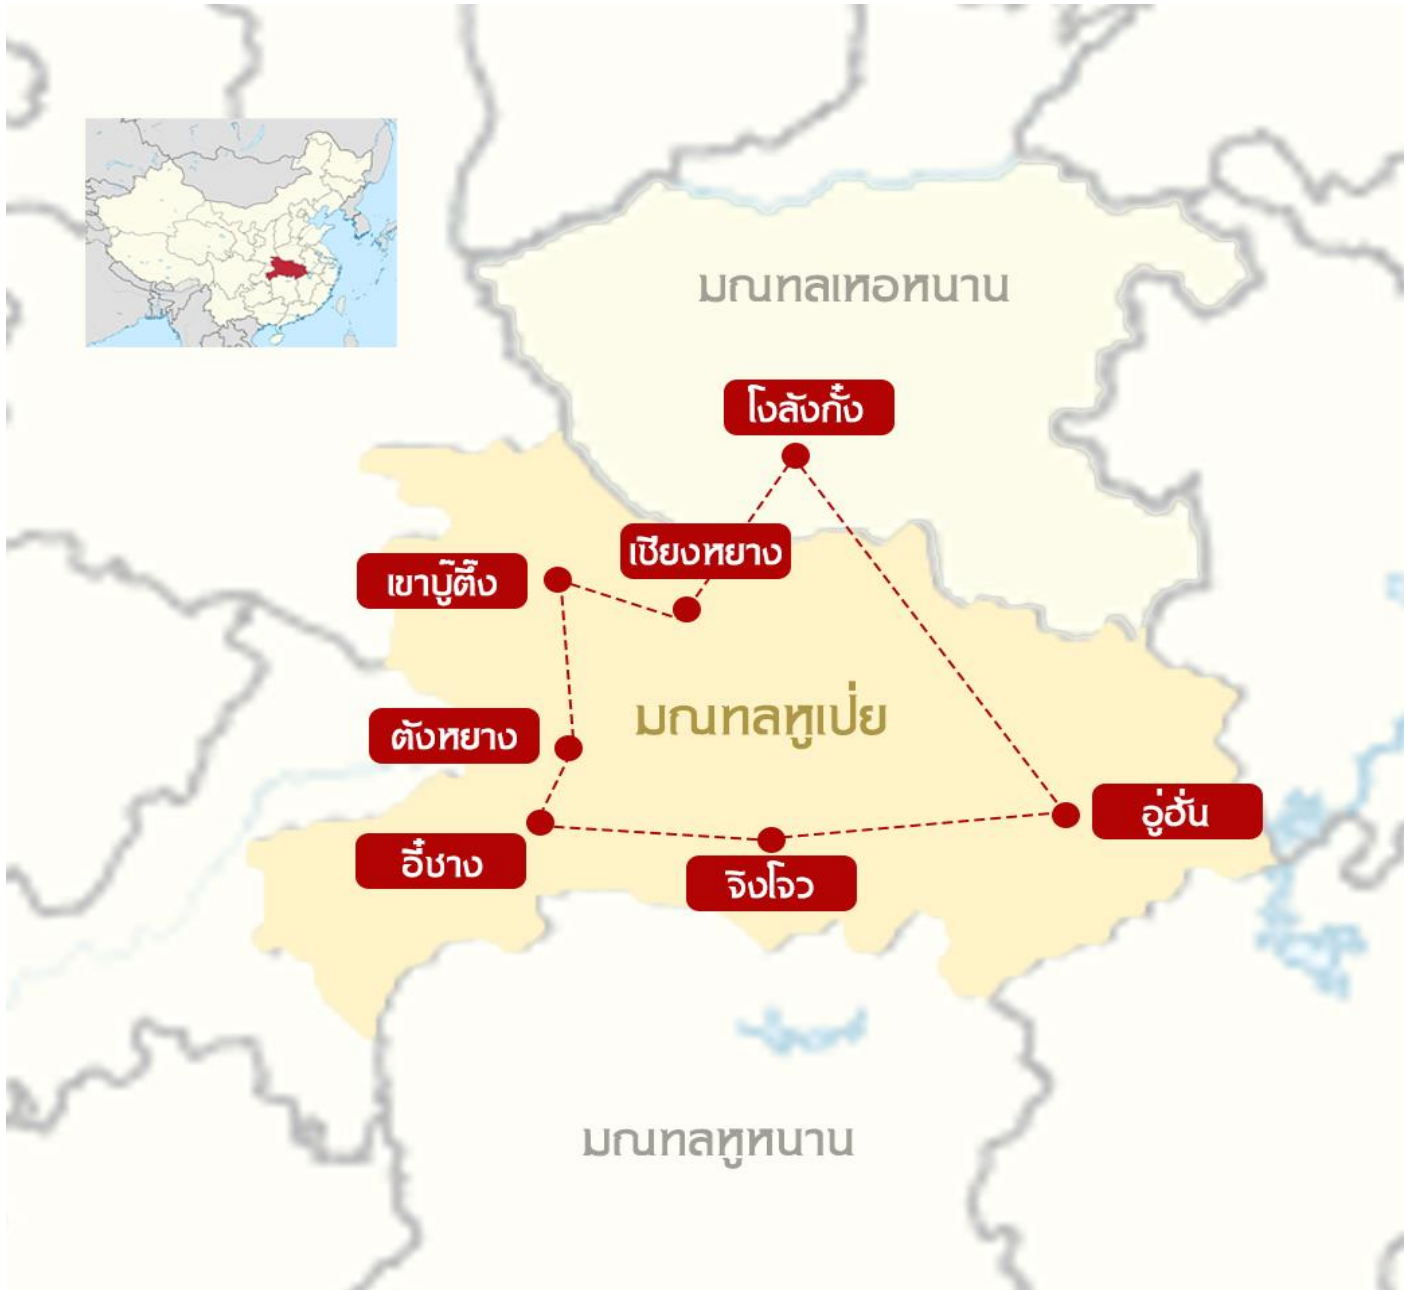 มณฑลเหอหนาน
โงลังกั๋ง
เซียงหยาง
เขาบู๊ตึ๊ง
มณฑลหูเป่ย
ตังหยาง
อู่ฮั่น
อี๋ชาง
จิงโจว
มณฑลหูหนาน